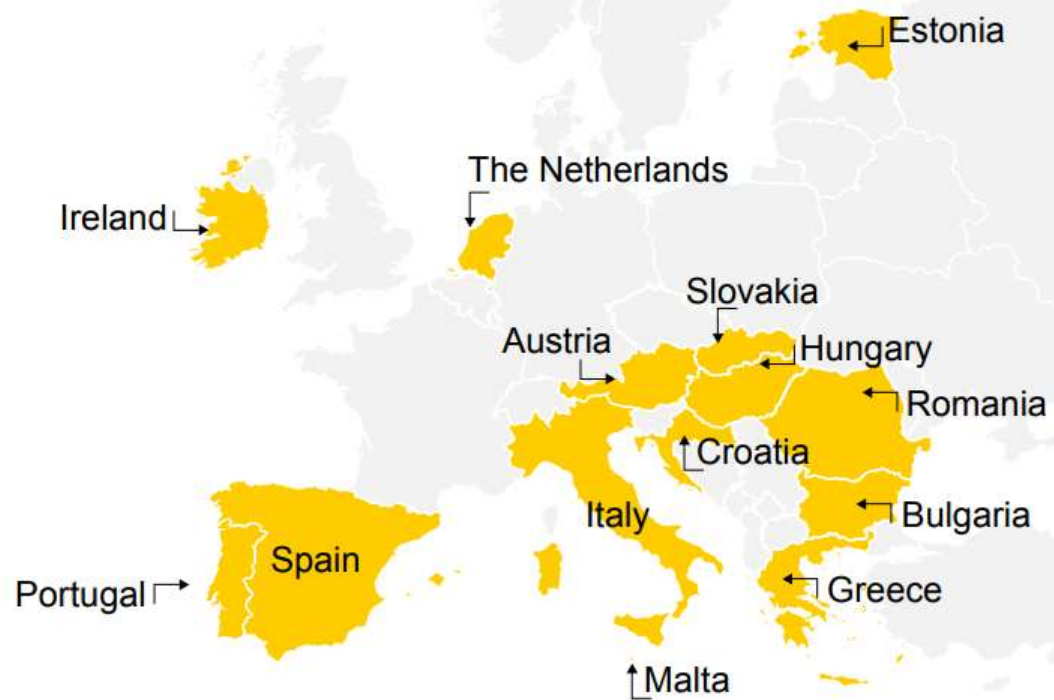 Estonia
The Netherlands
Ireland
Slovakia
Austria
Hungary
Romania
Croatia
Italy
Bulgaria
Spain
Portugal
Greece
Malta